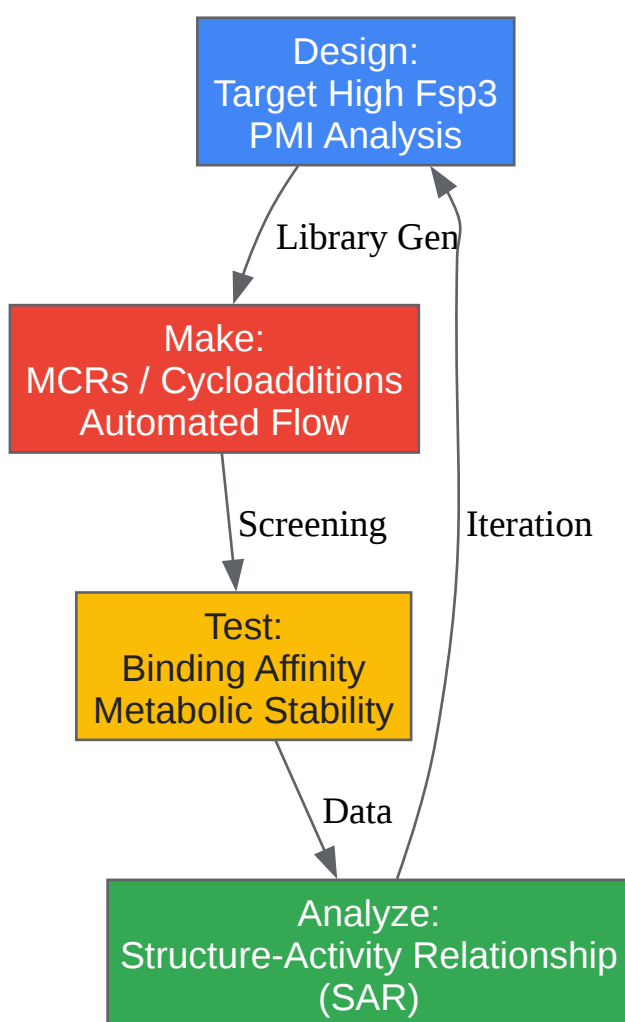 Design:
Target High Fsp3
PMI Analysis
Library Gen
Make:
MCRs / Cycloadditions
Automated Flow
Screening
Iteration
Test:
Binding Affinity
Metabolic Stability
Data
Analyze:
Structure-Activity Relationship
(SAR)